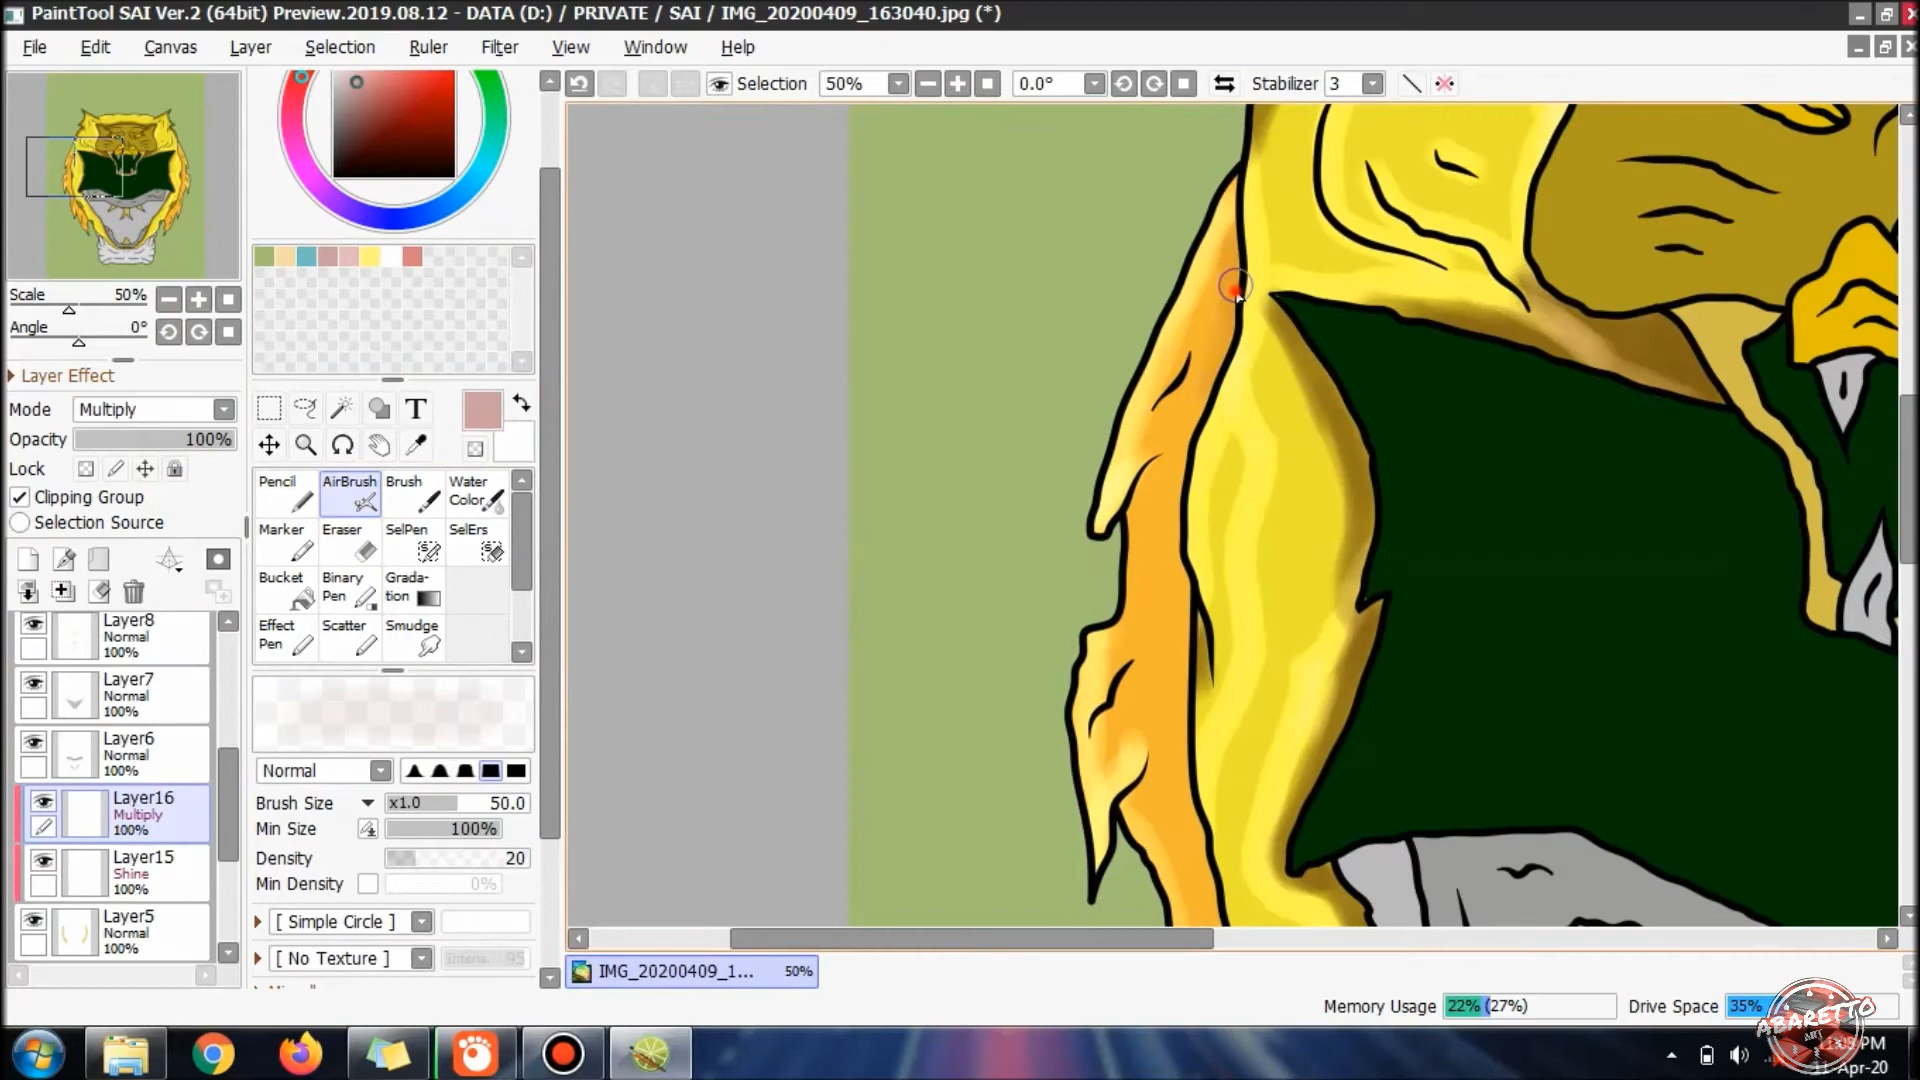 PaintTool SAI Ver.2 (64bit) Preview.2019.08.12 - DATA (D:) / PRIVATE / SAI / IMG_20200409_163040.jpg (*)
File Edit Canvas Layer Selection Ruler Filter View Window Help
Selection 50% 0.0° Stabilizer 3
Scale 50%
Angle 0°
Layer Effect
Mode Multiply
Opacity 100%
Lock
Clipping Group
Selection Source
Layer8
Normal
100%
Layer7
Normal
100%
Layer6
Normal
100%
Layer16
Multiply
100%
Layer15
Shine
100%
Layer5
Normal
100%
T
Pencil AirBrush Brush Water Color
Marker Eraser SelPen SelErs
Bucket Binary Pen Grada-tion
Effect Pen Scatter Smudge
Normal
Brush Size x1.0 50.0
Min Size 100%
Density 20
Min Density 0%
[ Simple Circle ]
[ No Texture ] 95
IMG_20200409_1... 50%
Memory Usage 22% (27%) Drive Space 35%
ABARETTO
ART
PM
11-Apr-20